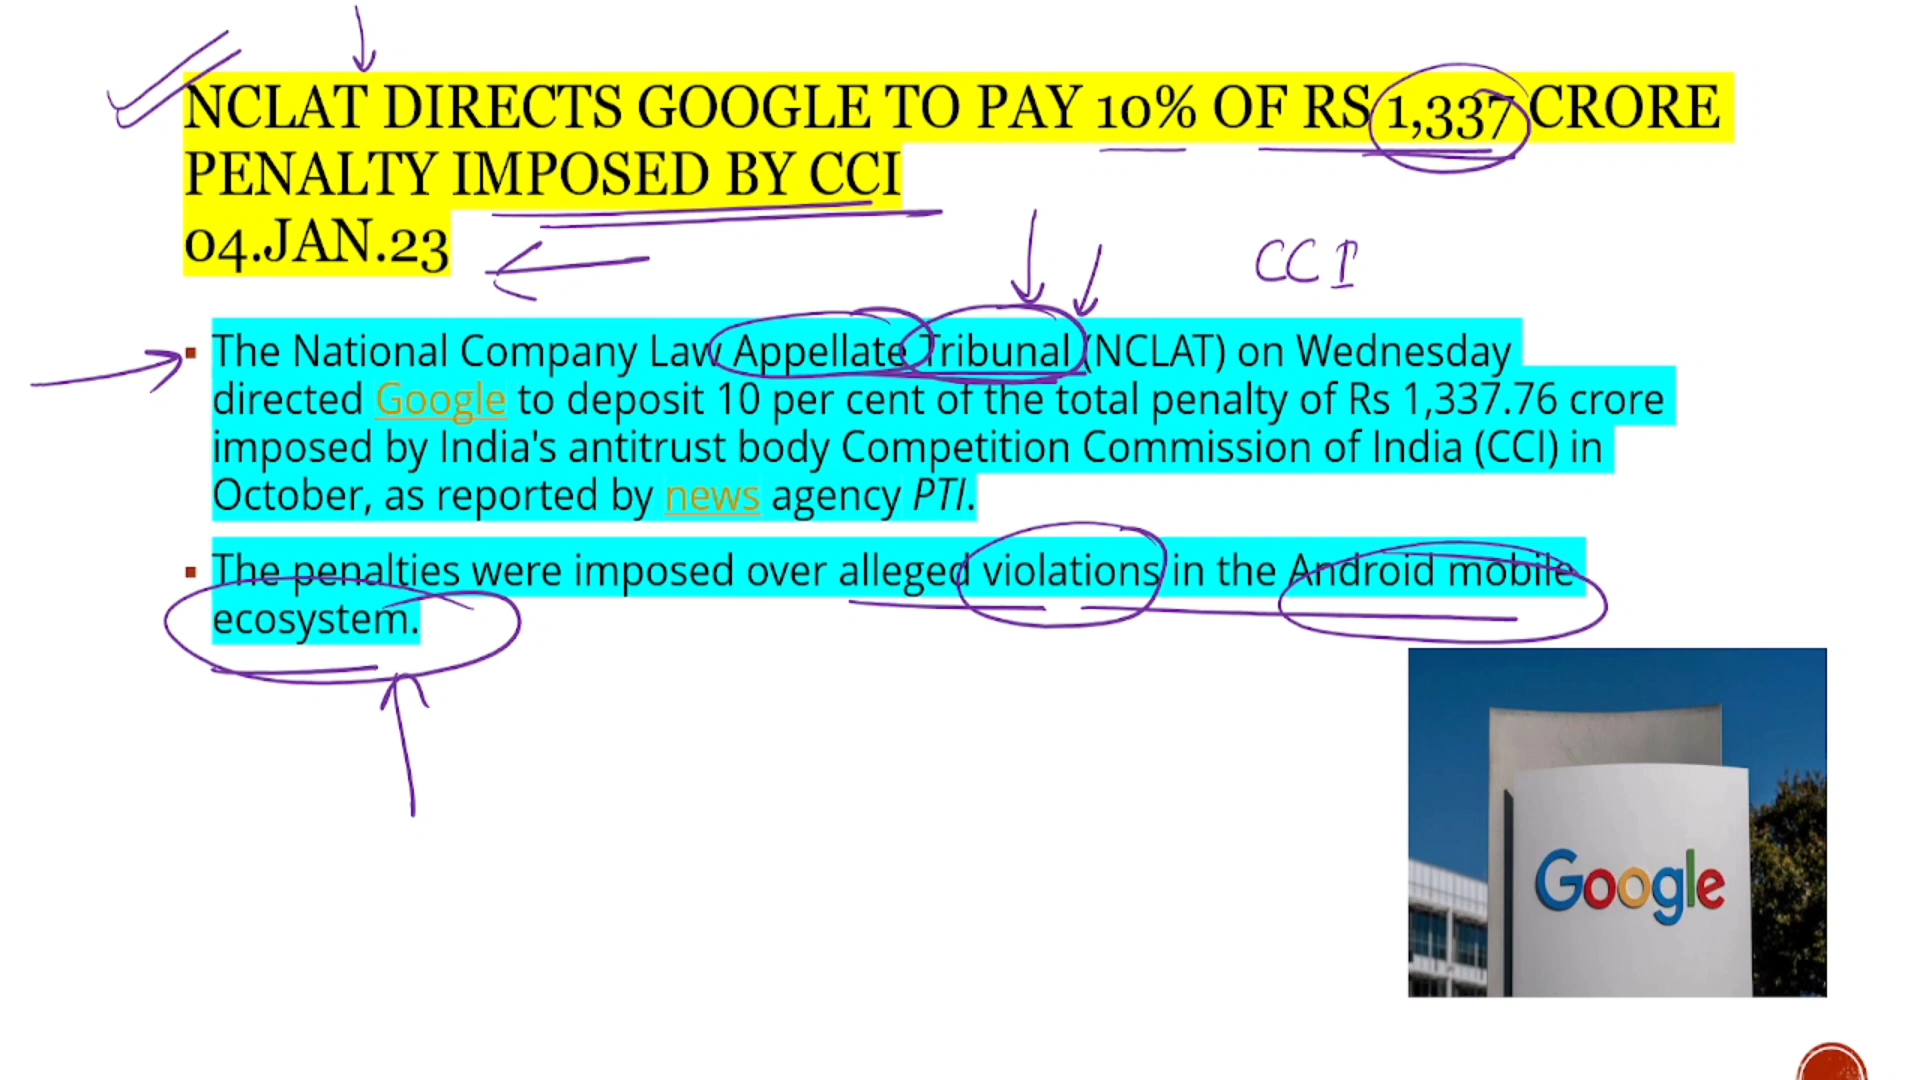 NCLAT DIRECTS GOOGLE TO PAY 10% OF RS 1,337 CRORE
PENALTY IMPOSED BY CCI
04.JAN.23
CCI
▪ The National Company Law Appellate Tribunal (NCLAT) on Wednesday
directed Google to deposit 10 per cent of the total penalty of Rs 1,337.76 crore
imposed by India's antitrust body Competition Commission of India (CCI) in
October, as reported by news agency PTI.
▪ The penalties were imposed over alleged violations in the Android mobile
ecosystem.
Google